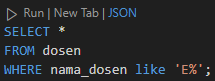 Run | New Tab | JSON
SELECT *
FROM dosen
WHERE nama_dosen like 'E%';